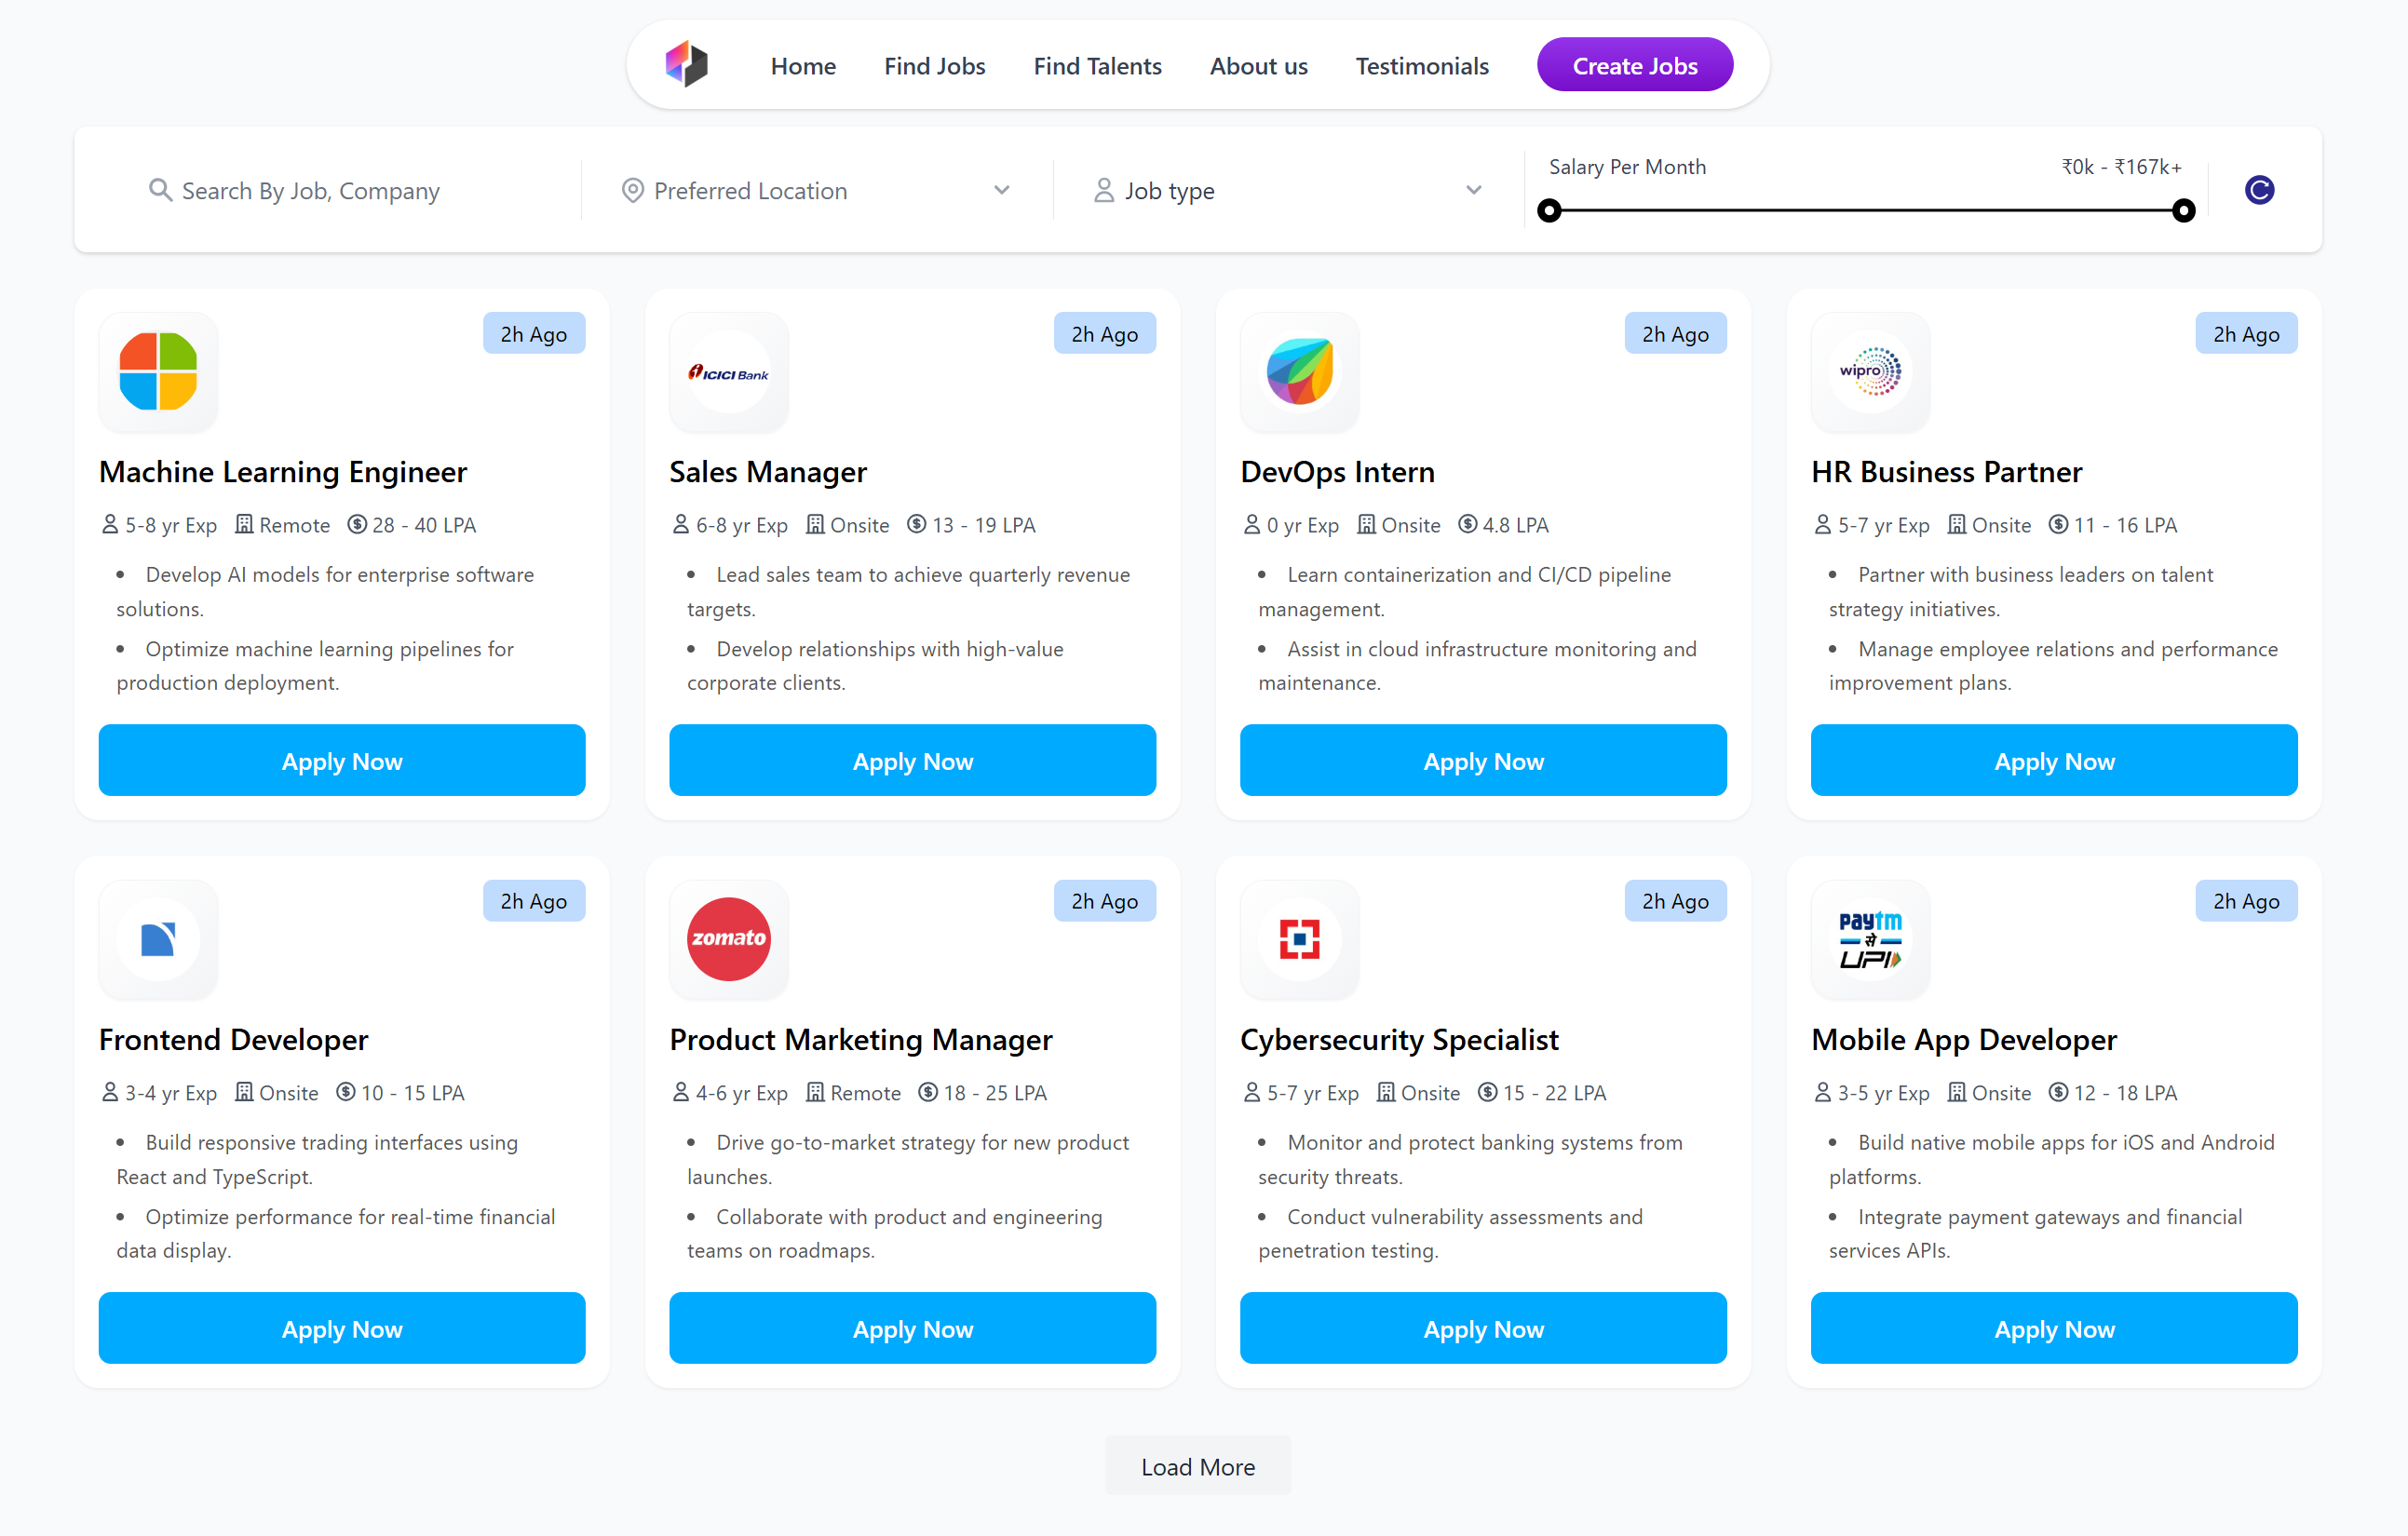 Home Find Jobs Find Talents About us Testimonials Create Jobs
Search By Job, Company
Preferred Location
Job type
Salary Per Month ₹0k - ₹167k+
2h Ago
Machine Learning Engineer
5-8 yr Exp Remote 28 - 40 LPA
• Develop AI models for enterprise software
solutions.
• Optimize machine learning pipelines for
production deployment.
Apply Now
ICICI Bank
2h Ago
Sales Manager
6-8 yr Exp Onsite 13 - 19 LPA
• Lead sales team to achieve quarterly revenue
targets.
• Develop relationships with high-value
corporate clients.
Apply Now
2h Ago
DevOps Intern
0 yr Exp Onsite 4.8 LPA
• Learn containerization and CI/CD pipeline
management.
• Assist in cloud infrastructure monitoring and
maintenance.
Apply Now
wipro
2h Ago
HR Business Partner
5-7 yr Exp Onsite 11 - 16 LPA
• Partner with business leaders on talent
strategy initiatives.
• Manage employee relations and performance
improvement plans.
Apply Now
2h Ago
Frontend Developer
3-4 yr Exp Onsite 10 - 15 LPA
• Build responsive trading interfaces using
React and TypeScript.
• Optimize performance for real-time financial
data display.
Apply Now
zomato
2h Ago
Product Marketing Manager
4-6 yr Exp Remote 18 - 25 LPA
• Drive go-to-market strategy for new product
launches.
• Collaborate with product and engineering
teams on roadmaps.
Apply Now
2h Ago
Cybersecurity Specialist
5-7 yr Exp Onsite 15 - 22 LPA
• Monitor and protect banking systems from
security threats.
• Conduct vulnerability assessments and
penetration testing.
Apply Now
paytm
से
UPI
2h Ago
Mobile App Developer
3-5 yr Exp Onsite 12 - 18 LPA
• Build native mobile apps for iOS and Android
platforms.
• Integrate payment gateways and financial
services APIs.
Apply Now
Load More